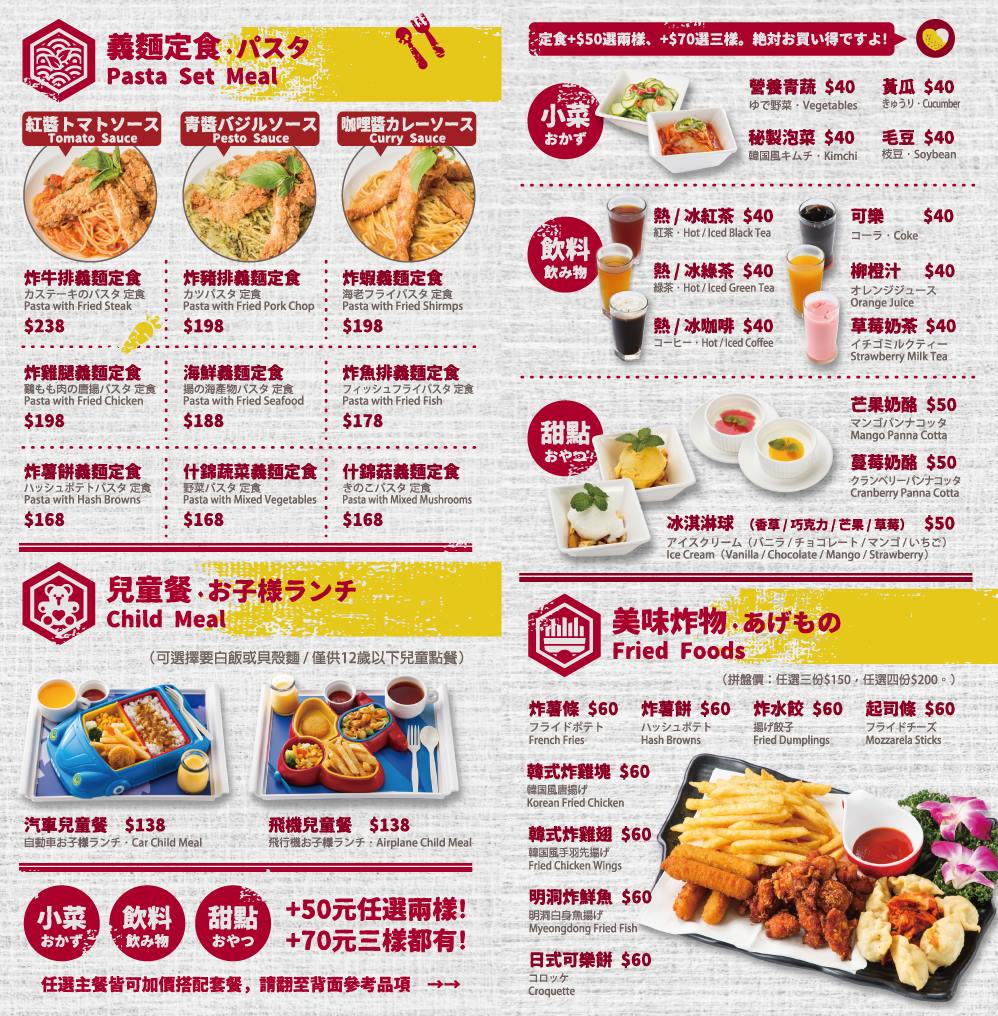 義麵定食・パスタ
Pasta Set Meal
紅醬トマトソース
Tomato Sauce
青醬バジルソース
Pesto Sauce
咖哩醬カレーソース
Curry Sauce
炸牛排義麵定食
カステーキのパスタ 定食
Pasta with Fried Steak
$238
炸豬排義麵定食
カツパスタ 定食
Pasta with Fried Pork Chop
$198
炸蝦義麵定食
海老フライパスタ 定食
Pasta with Fried Shirmps
$198
炸雞腿義麵定食
鷄もも肉の唐揚パスタ 定食
Pasta with Fried Chicken
$198
海鮮義麵定食
揚の海產物パスタ 定食
Pasta with Fried Seafood
$188
炸魚排義麵定食
フィッシュフライパスタ 定食
Pasta with Fried Fish
$178
炸薯餅義麵定食
ハッシュポテトパスタ 定食
Pasta with Hash Browns
$168
什錦蔬菜義麵定食
野菜パスタ 定食
Pasta with Mixed Vegetables
$168
什錦菇義麵定食
きのこパスタ 定食
Pasta with Mixed Mushrooms
$168
兒童餐・お子様ランチ
Child Meal
（可選擇要白飯或貝殼麵 / 僅供12歲以下兒童點餐）
汽車兒童餐 $138
自動車お子様ランチ・Car Child Meal
飛機兒童餐 $138
飛行機お子様ランチ・Airplane Child Meal
小菜
おかず
飲料
飲み物
甜點
おやつ
+50元任選兩樣!
+70元三樣都有!
任選主餐皆可加價搭配套餐，請翻至背面參考品項 →→
定食+$50選兩樣、+$70選三樣。絶対お買い得ですよ!
小菜
おかず
營養青蔬 $40
ゆで野菜・Vegetables
黃瓜 $40
きゅうり・Cucumber
秘製泡菜 $40
韓国風キムチ・Kimchi
毛豆 $40
枝豆・Soybean
飲料
飲み物
熱 / 冰紅茶 $40
紅茶・Hot / Iced Black Tea
可樂 $40
コーラ・Coke
熱 / 冰綠茶 $40
綠茶・Hot / Iced Green Tea
柳橙汁 $40
オレンジジュース
Orange Juice
熱 / 冰咖啡 $40
コーヒー・Hot / Iced Coffee
草莓奶茶 $40
イチゴミルクティー
Strawberry Milk Tea
甜點
おやつ
芒果奶酪 $50
マンゴパンナコッタ
Mango Panna Cotta
蔓莓奶酪 $50
クランベリーパンナコッタ
Cranberry Panna Cotta
冰淇淋球 （香草 / 巧克力 / 芒果 / 草莓） $50
アイスクリーム（バニラ / チョコレート / マンゴ / いちご）
Ice Cream（Vanilla / Chocolate / Mango / Strawberry）
美味炸物・あげもの
Fried Foods
（拼盤價：任選三份$150，任選四份$200。）
炸薯條 $60
フライドポテト
French Fries
炸薯餅 $60
ハッシュポテト
Hash Browns
炸水餃 $60
揚げ餃子
Fried Dumplings
起司條 $60
フライドチーズ
Mozzarela Sticks
韓式炸雞塊 $60
韓国風唐揚げ
Korean Fried Chicken
韓式炸雞翅 $60
韓国風手羽先揚げ
Fried Chicken Wings
明洞炸鮮魚 $60
明洞白身魚揚げ
Myeongdong Fried Fish
日式可樂餅 $60
コロッケ
Croquette